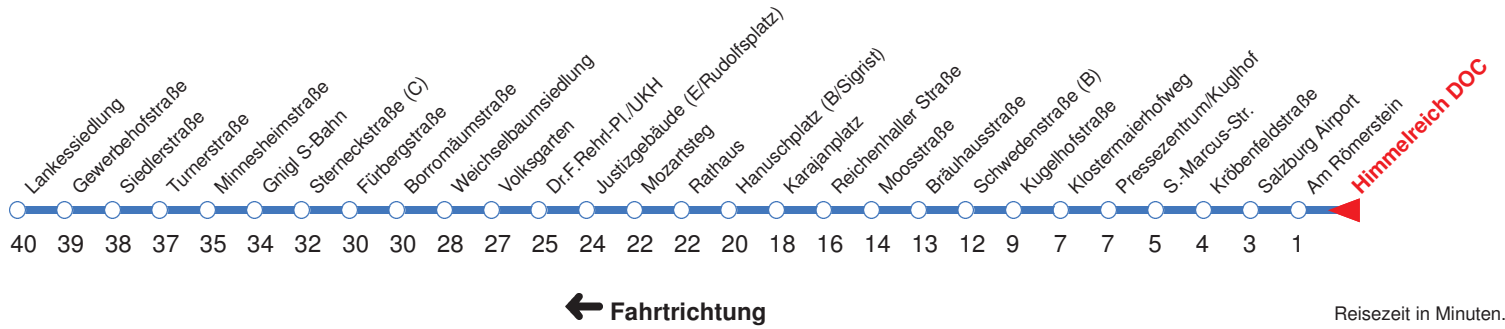 Lankessiedlung
Gewerbehofstraße
Siedlerstraße
Turnerstraße
Minnesheimstraße
Gnigl S-Bahn
Sterneckstraße (C)
Fürbergstraße
Borromäumstraße
Weichselbaumsiedlung
Volksgarten
Dr.F.Rehrl-Pl./UKH
Justizgebäude (E/Rudolfsplatz)
Mozartsteg
Rathaus
Hanuschplatz (B/Sigrist)
Karajanplatz
Reichenhaller Straße
Moosstraße
Bräuhausstraße
Schwedenstraße (B)
Kugelhofstraße
Klostermaierhofweg
Pressezentrum/Kuglhof
S.-Marcus-Str.
Kröbenfeldstraße
Salzburg Airport
Am Römerstein
Himmelreich DOC
40 39 38 37 35 34 32 30 30 28 27 25 24 22 22 20 18 16 14 13 12 9 7 7 5 4 3 1
Fahrtrichtung
Reisezeit in Minuten.